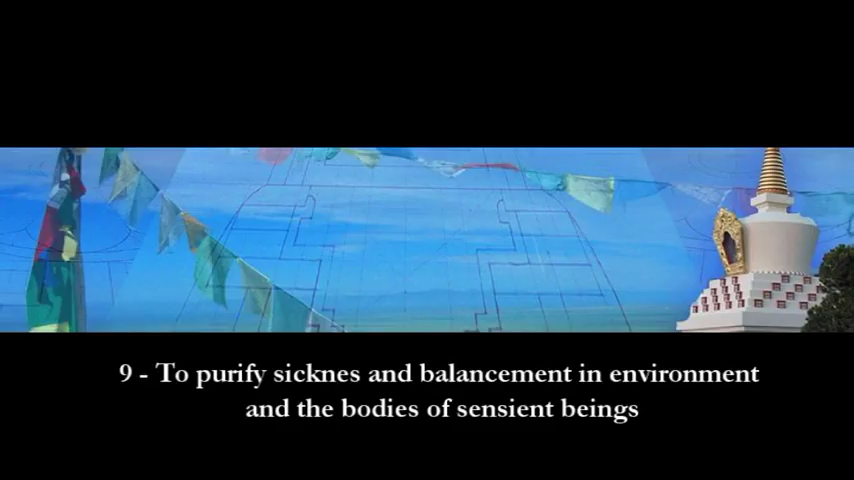 9 - To purify sicknes and balancement in environment
and the bodies of sensient beings